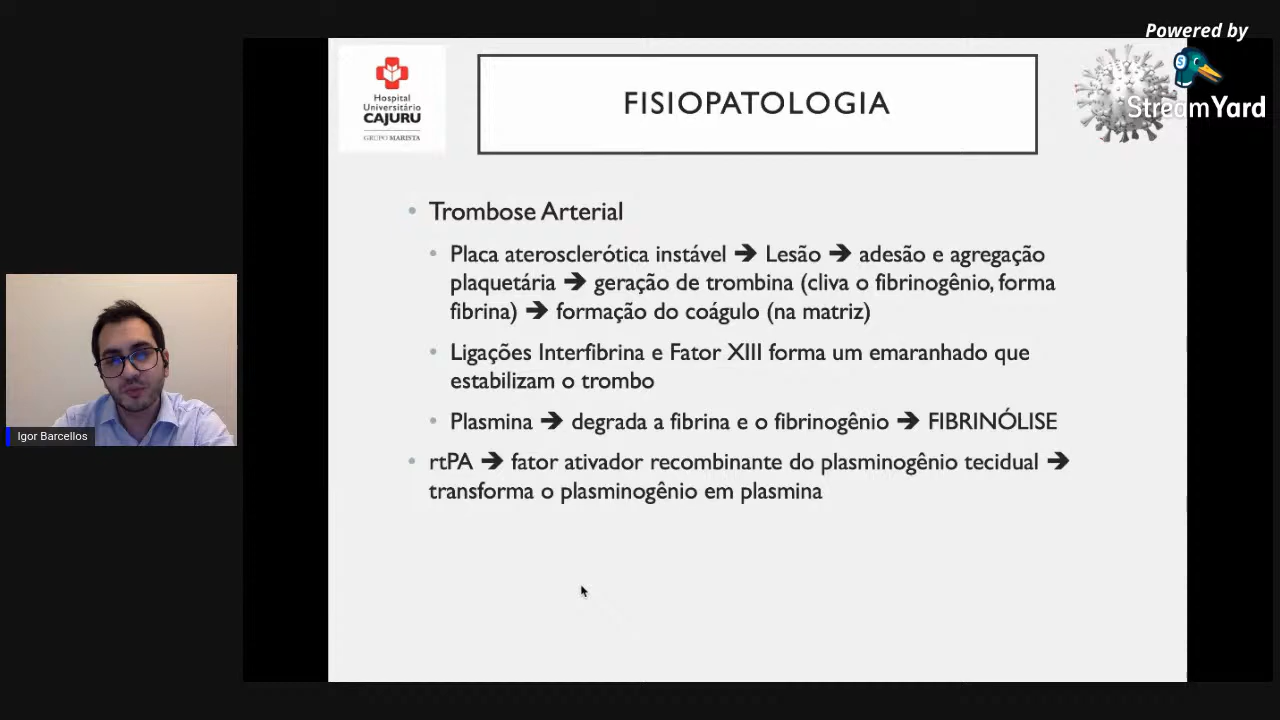 Powered by
StreamYard
Hospital
Universitário
CAJURU
GRUPO MARISTA
FISIOPATOLOGIA
• Trombose Arterial
• Placa aterosclerótica instável ➔ Lesão ➔ adesão e agregação
plaquetária ➔ geração de trombina (cliva o fibrinogênio, forma
fibrina) ➔ formação do coágulo (na matriz)
• Ligações Interfibrina e Fator XIII forma um emaranhado que
estabilizam o trombo
• Plasmina ➔ degrada a fibrina e o fibrinogênio ➔ FIBRINÓLISE
• rtPA ➔ fator ativador recombinante do plasminogênio tecidual ➔
transforma o plasminogênio em plasmina
Igor Barcellos